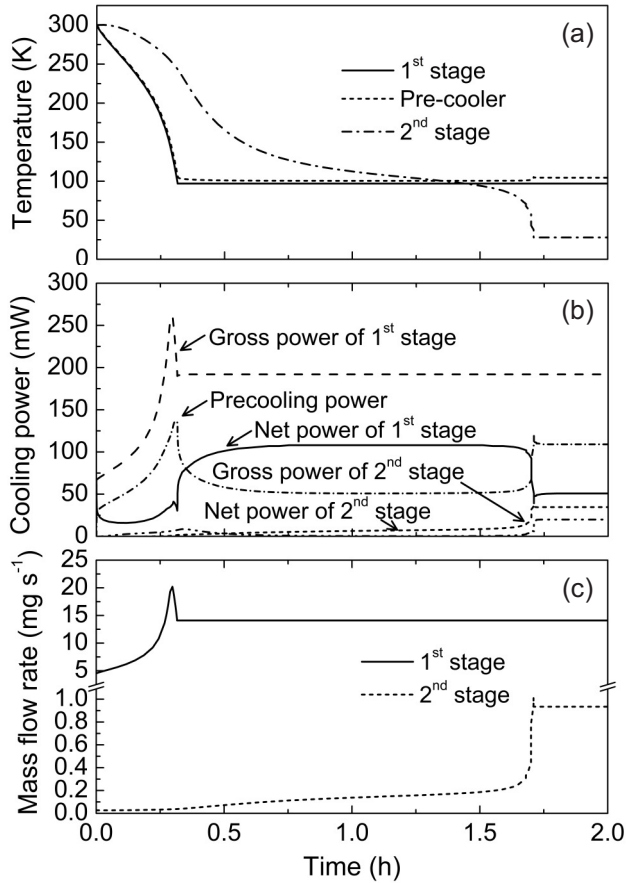 (a)
Temperature (K)
300
250
200
150
100
50
0
1st stage
Pre-cooler
2nd stage
(b)
Cooling power (mW)
300
250
200
150
100
50
0
Gross power of 1st stage
Precooling power
Net power of 1st stage
Gross power of 2nd stage
Net power of 2nd stage
(c)
Mass flow rate (mg s-1)
25
20
15
10
5
1.0
0.8
0.6
0.4
0.2
0.0
1st stage
2nd stage
0.0 0.5 1.0 1.5 2.0
Time (h)